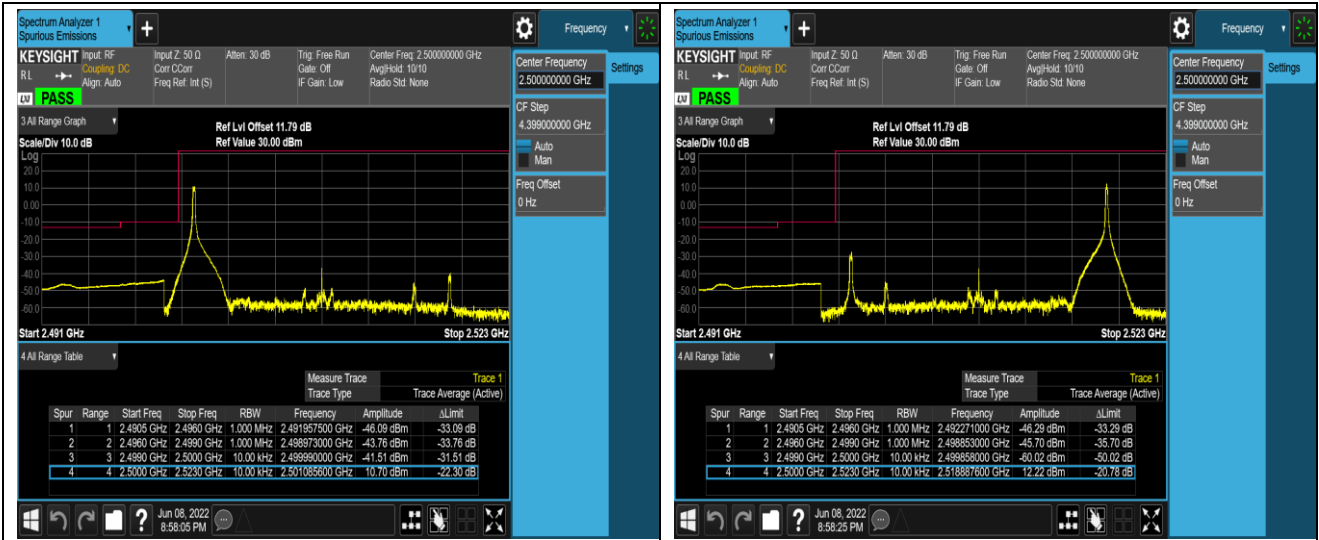 Spectrum Analyzer 1
Spurious Emissions
Frequency
KEYSIGHT Input: RF Input Z: 50 Ω Atten: 30 dB Trig: Free Run Center Freq: 2.500000000 GHz
RL Coupling: DC Corr CCorr Gate: Off Avg|Hold: 10/10
Align: Auto Freq Ref: Int (S) IF Gain: Low Radio Std: None
PASS
Center Frequency
2.500000000 GHz
Settings
CF Step
4.399000000 GHz
Auto
Man
Freq Offset
0 Hz
3 All Range Graph
Ref Lvl Offset 11.79 dB
Scale/Div 10.0 dB Ref Value 30.00 dBm
Log
20.0
10.0
0.00
-10.0
-20.0
-30.0
-40.0
-50.0
-60.0
Start 2.491 GHz Stop 2.523 GHz
4 All Range Table
Measure Trace Trace 1
Trace Type Trace Average (Active)
Spur Range Start Freq Stop Freq RBW Frequency Amplitude ΔLimit
1 1 2.4905 GHz 2.4960 GHz 1.000 MHz 2.491957500 GHz -46.09 dBm -33.09 dB
2 2 2.4960 GHz 2.4990 GHz 1.000 MHz 2.498973000 GHz -43.76 dBm -33.76 dB
3 3 2.4990 GHz 2.5000 GHz 10.00 kHz 2.499990000 GHz -41.51 dBm -31.51 dB
4 4 2.5000 GHz 2.5230 GHz 10.00 kHz 2.501085600 GHz 10.70 dBm -22.30 dB
Jun 08, 2022
8:58:05 PM
Spectrum Analyzer 1
Spurious Emissions
Frequency
KEYSIGHT Input: RF Input Z: 50 Ω Atten: 30 dB Trig: Free Run Center Freq: 2.500000000 GHz
RL Coupling: DC Corr CCorr Gate: Off Avg|Hold: 10/10
Align: Auto Freq Ref: Int (S) IF Gain: Low Radio Std: None
PASS
Center Frequency
2.500000000 GHz
Settings
CF Step
4.399000000 GHz
Auto
Man
Freq Offset
0 Hz
3 All Range Graph
Ref Lvl Offset 11.79 dB
Scale/Div 10.0 dB Ref Value 30.00 dBm
Log
20.0
10.0
0.00
-10.0
-20.0
-30.0
-40.0
-50.0
-60.0
Start 2.491 GHz Stop 2.523 GHz
4 All Range Table
Measure Trace Trace 1
Trace Type Trace Average (Active)
Spur Range Start Freq Stop Freq RBW Frequency Amplitude ΔLimit
1 1 2.4905 GHz 2.4960 GHz 1.000 MHz 2.492271000 GHz -46.29 dBm -33.29 dB
2 2 2.4960 GHz 2.4990 GHz 1.000 MHz 2.498853000 GHz -45.70 dBm -35.70 dB
3 3 2.4990 GHz 2.5000 GHz 10.00 kHz 2.499858000 GHz -60.02 dBm -50.02 dB
4 4 2.5000 GHz 2.5230 GHz 10.00 kHz 2.518887600 GHz 12.22 dBm -20.78 dB
Jun 08, 2022
8:58:25 PM